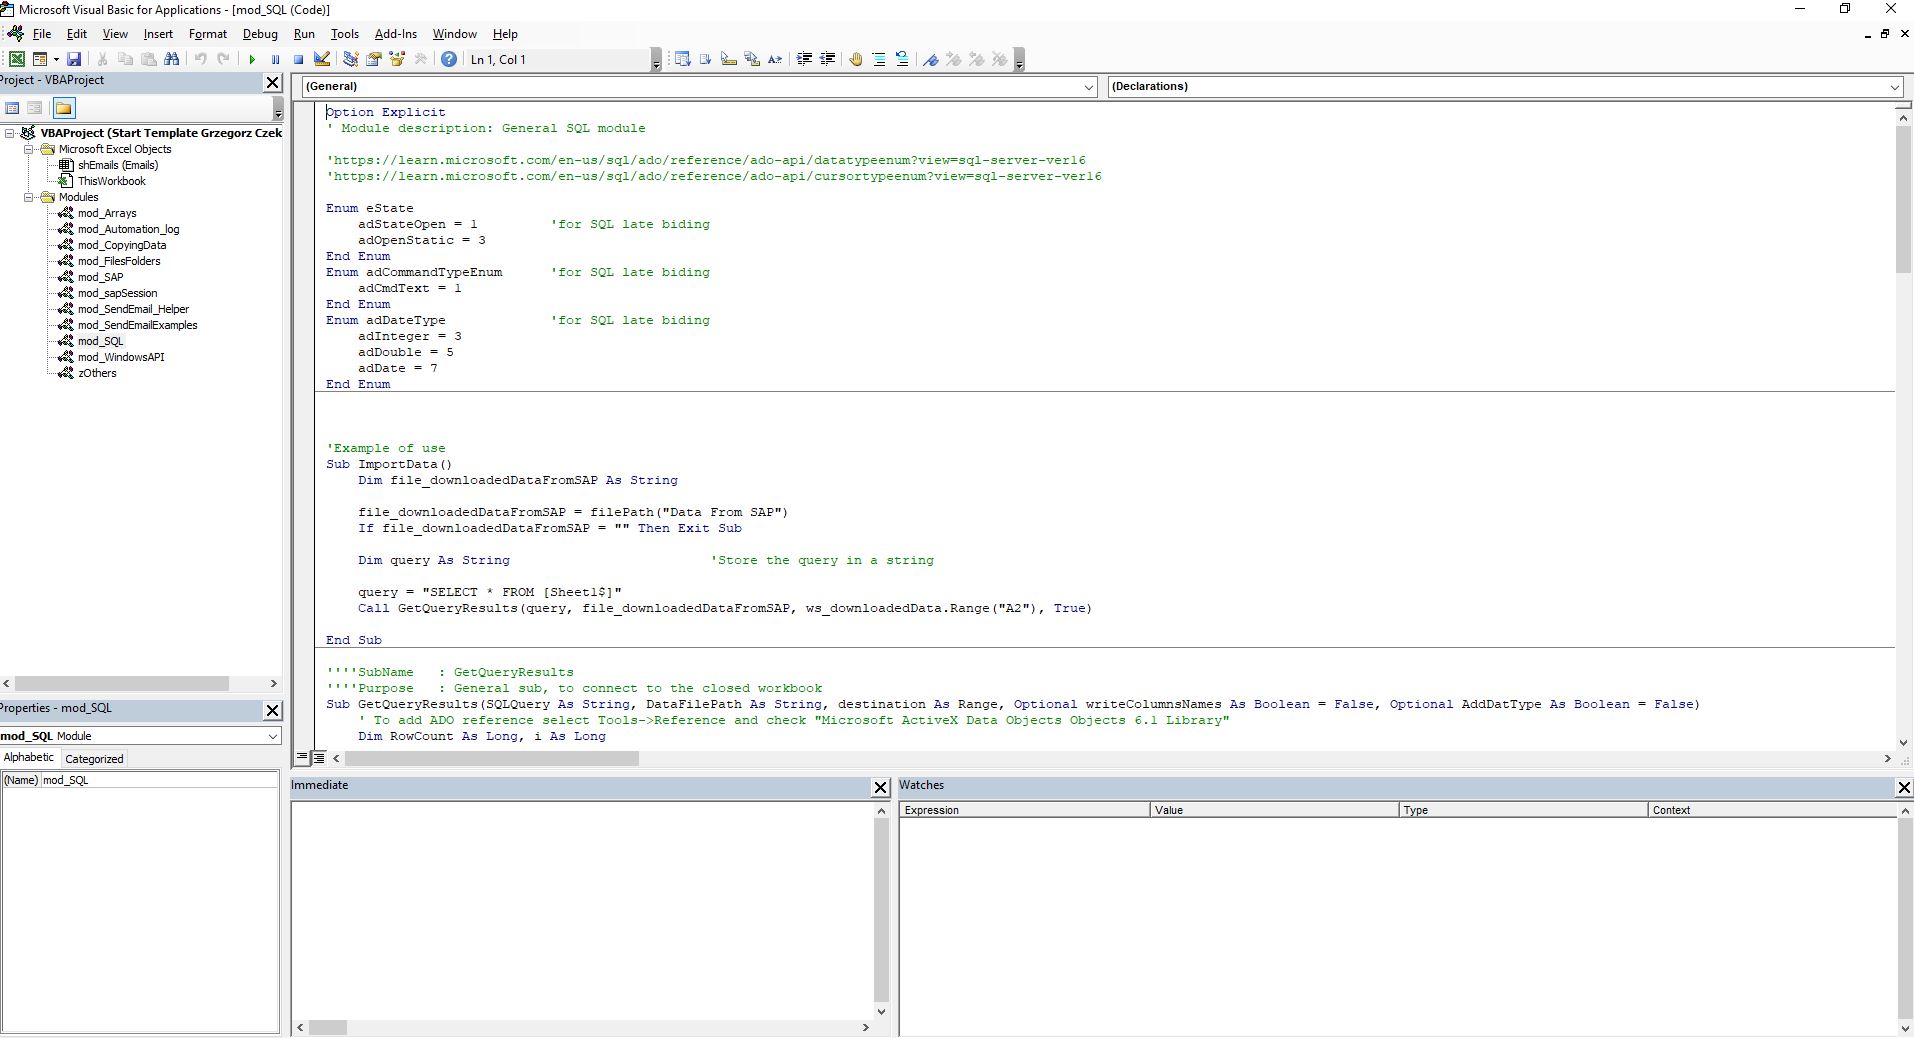 Microsoft Visual Basic for Applications - [mod_SQL (Code)]
File Edit View Insert Format Debug Run Tools Add-Ins Window Help
Ln 1, Col 1
Project - VBAProject
VBAProject (Start Template Grzegorz Czek
Microsoft Excel Objects
shEmails (Emails)
ThisWorkbook
Modules
mod_Arrays
mod_Automation_log
mod_CopyingData
mod_FilesFolders
mod_SAP
mod_sapSession
mod_SendEmail_Helper
mod_SendEmailExamples
mod_SQL
mod_WindowsAPI
zOthers
Properties - mod_SQL
mod_SQL Module
Alphabetic Categorized
(Name) mod_SQL
(General) (Declarations)
Option Explicit
' Module description: General SQL module
'https://learn.microsoft.com/en-us/sql/ado/reference/ado-api/datatypeenum?view=sql-server-ver16
'https://learn.microsoft.com/en-us/sql/ado/reference/ado-api/cursortypeenum?view=sql-server-ver16
Enum eState
adStateOpen = 1 'for SQL late biding
adOpenStatic = 3
End Enum
Enum adCommandTypeEnum 'for SQL late biding
adCmdText = 1
End Enum
Enum adDateType 'for SQL late biding
adInteger = 3
adDouble = 5
adDate = 7
End Enum
'Example of use
Sub ImportData()
Dim file_downloadedDataFromSAP As String
file_downloadedDataFromSAP = filePath("Data From SAP")
If file_downloadedDataFromSAP = "" Then Exit Sub
Dim query As String 'Store the query in a string
query = "SELECT * FROM [Sheet1$]"
Call GetQueryResults(query, file_downloadedDataFromSAP, ws_downloadedData.Range("A2"), True)
End Sub
''''SubName : GetQueryResults
''''Purpose : General sub, to connect to the closed workbook
Sub GetQueryResults(SQLQuery As String, DataFilePath As String, destination As Range, Optional writeColumnsNames As Boolean = False, Optional AddDatType As Boolean = False)
' To add ADO reference select Tools->Reference and check "Microsoft ActiveX Data Objects Objects 6.1 Library"
Dim RowCount As Long, i As Long
Immediate
Watches
Expression Value Type Context